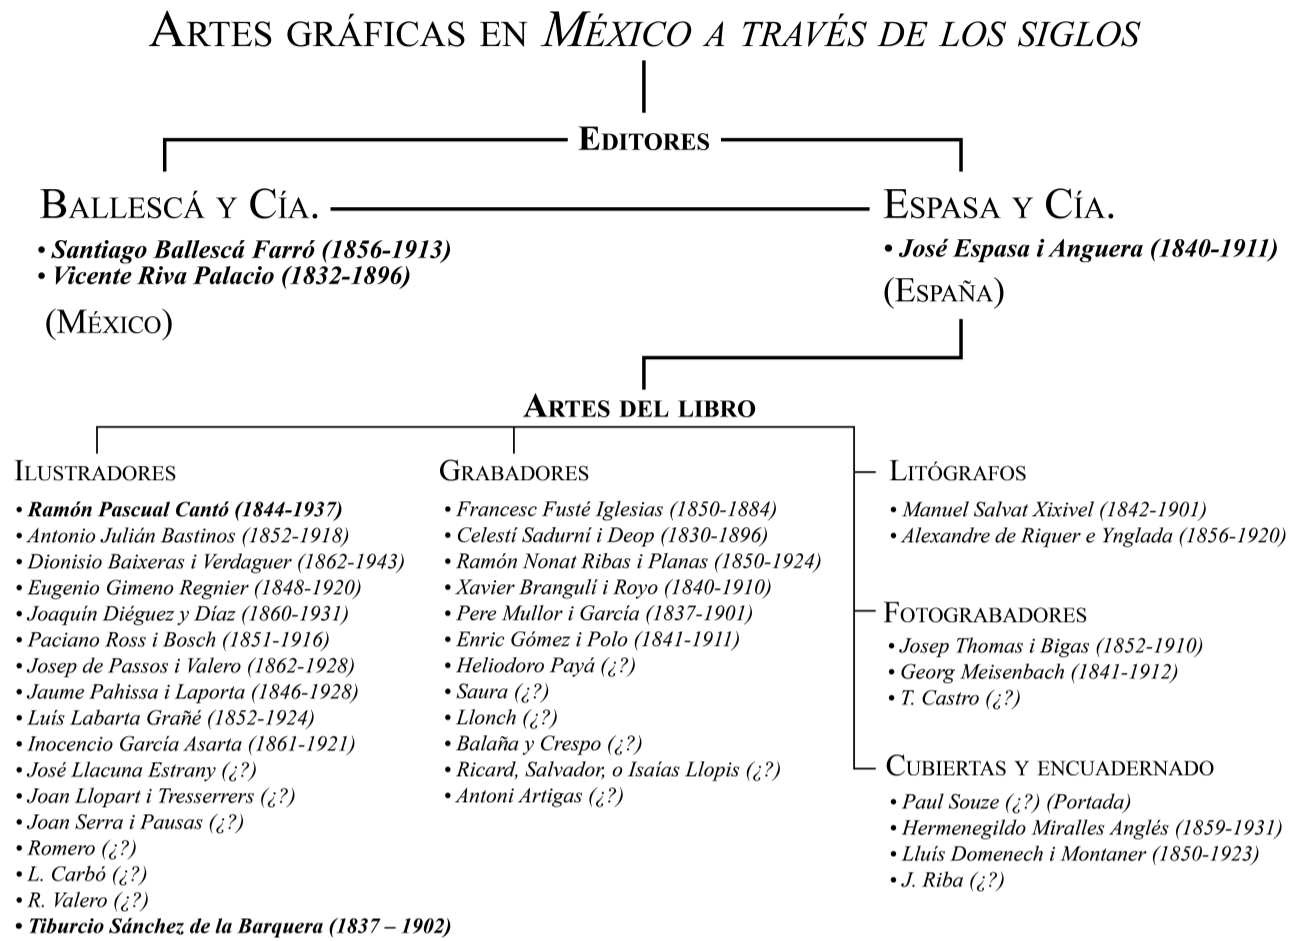 ARTES GRÁFICAS EN MÉXICO A TRAVÉS DE LOS SIGLOS
EDITORES
BALLESCÁ Y CÍA.
• Santiago Ballescá Farró (1856-1913)
• Vicente Riva Palacio (1832-1896)
(MÉXICO)
ESPASA Y CÍA.
• José Espasa i Anguera (1840-1911)
(ESPAÑA)
ARTES DEL LIBRO
ILUSTRADORES
• Ramón Pascual Cantó (1844-1937)
• Antonio Julián Bastinos (1852-1918)
• Dionisio Baixeras i Verdaguer (1862-1943)
• Eugenio Gimeno Regnier (1848-1920)
• Joaquín Diéguez y Díaz (1860-1931)
• Paciano Ross i Bosch (1851-1916)
• Josep de Passos i Valero (1862-1928)
• Jaume Pahissa i Laporta (1846-1928)
• Luís Labarta Grañé (1852-1924)
• Inocencio García Asarta (1861-1921)
• José Llacuna Estrany (¿?)
• Joan Llopart i Tresserrers (¿?)
• Joan Serra i Pausas (¿?)
• Romero (¿?)
• L. Carbó (¿?)
• R. Valero (¿?)
• Tiburcio Sánchez de la Barquera (1837 – 1902)
GRABADORES
• Francesc Fusté Iglesias (1850-1884)
• Celestí Sadurní i Deop (1830-1896)
• Ramón Nonat Ribas i Planas (1850-1924)
• Xavier Brangulí i Royo (1840-1910)
• Pere Mullor i García (1837-1901)
• Enric Gómez i Polo (1841-1911)
• Heliodoro Payá (¿?)
• Saura (¿?)
• Llonch (¿?)
• Balaña y Crespo (¿?)
• Ricard, Salvador, o Isaías Llopis (¿?)
• Antoni Artigas (¿?)
LITÓGRAFOS
• Manuel Salvat Xixivel (1842-1901)
• Alexandre de Riquer e Ynglada (1856-1920)
FOTOGRABADORES
• Josep Thomas i Bigas (1852-1910)
• Georg Meisenbach (1841-1912)
• T. Castro (¿?)
CUBIERTAS Y ENCUADERNADO
• Paul Souze (¿?) (Portada)
• Hermenegildo Miralles Anglés (1859-1931)
• Lluís Domenech i Montaner (1850-1923)
• J. Riba (¿?)